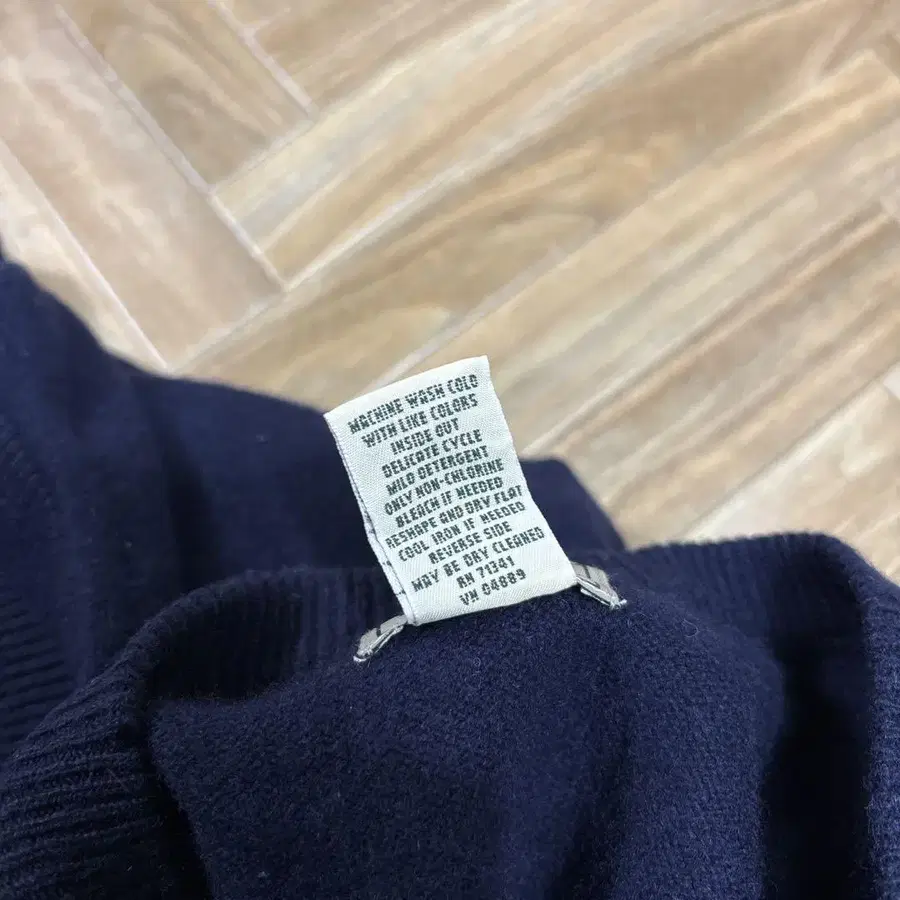 MACHINE WASH COLD
WITH LIKE COLORS
INSIDE OUT
DELICATE CYCLE
MILD DETERGENT
ONLY NON-CHLORINE
BLEACH IF NEEDED
RESHAPE AND DRY FLAT
COOL IRON IF NEEDED
REVERSE SIDE
MAY BE DRY CLEANED
RN 71341
VN 04889